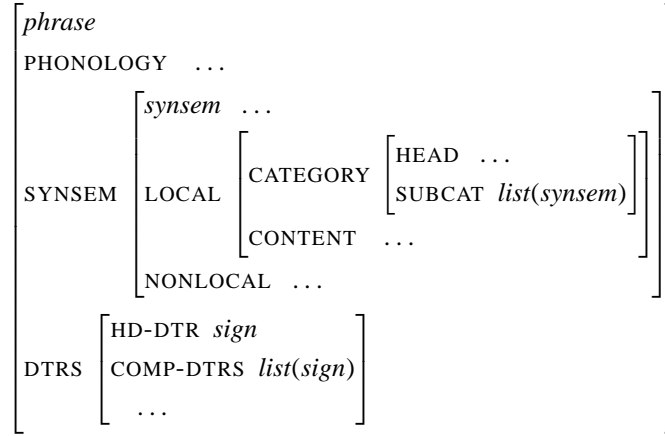 phrase
PHONOLOGY ...
synsem ...
HEAD ...
CATEGORY
SUBCAT list(synsem)
SYNSEM LOCAL
CONTENT ...
NONLOCAL ...
HD-DTR sign
DTRS COMP-DTRS list(sign)
...